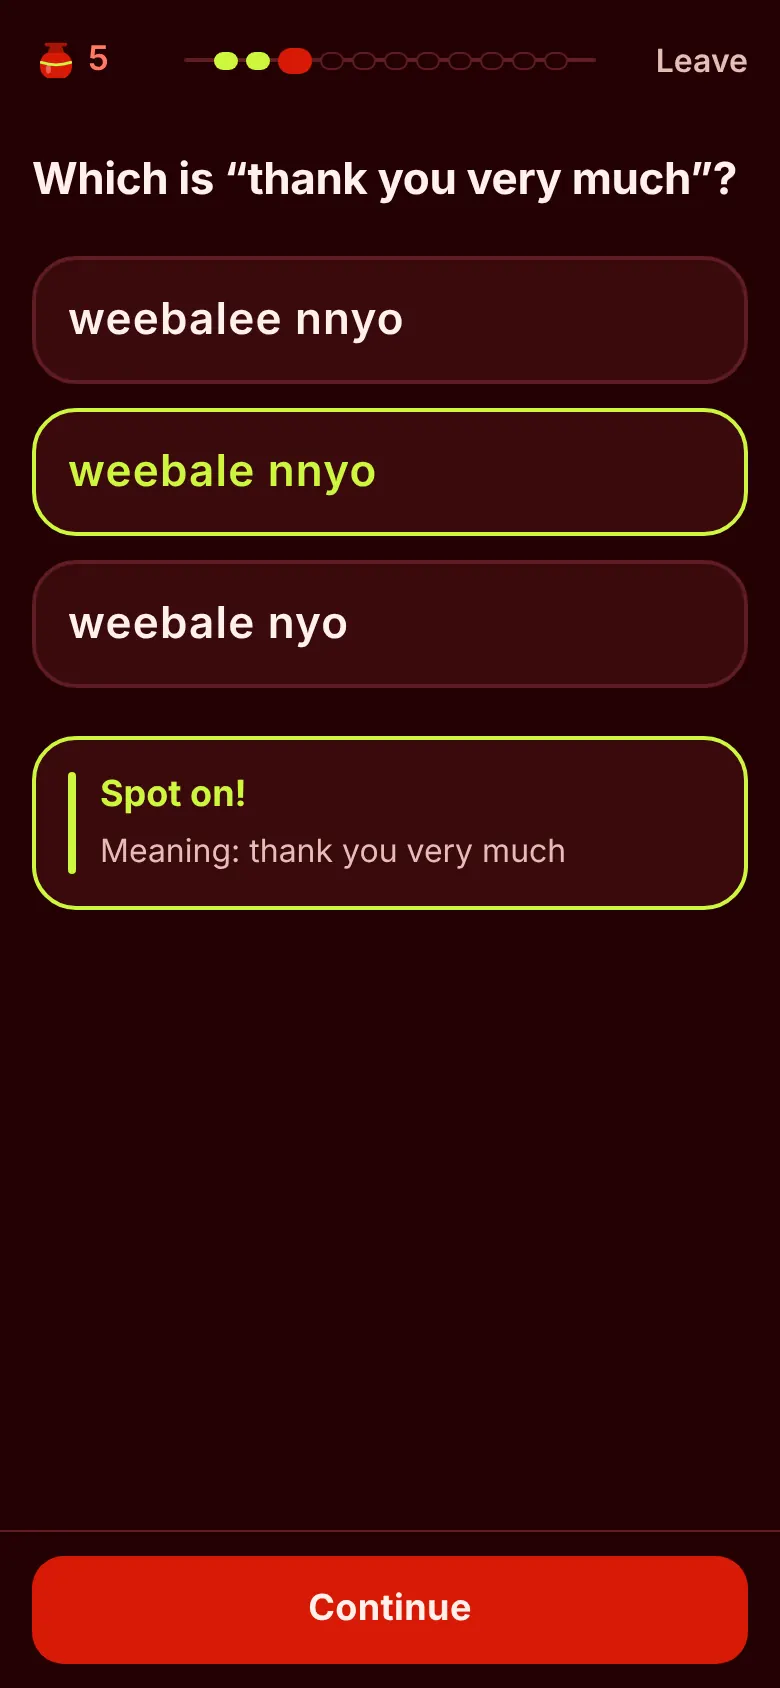 5
Leave
Which is “thank you very much”?
weebalee nnyo
weebale nnyo
weebale nyo
Spot on!
Meaning: thank you very much
Continue